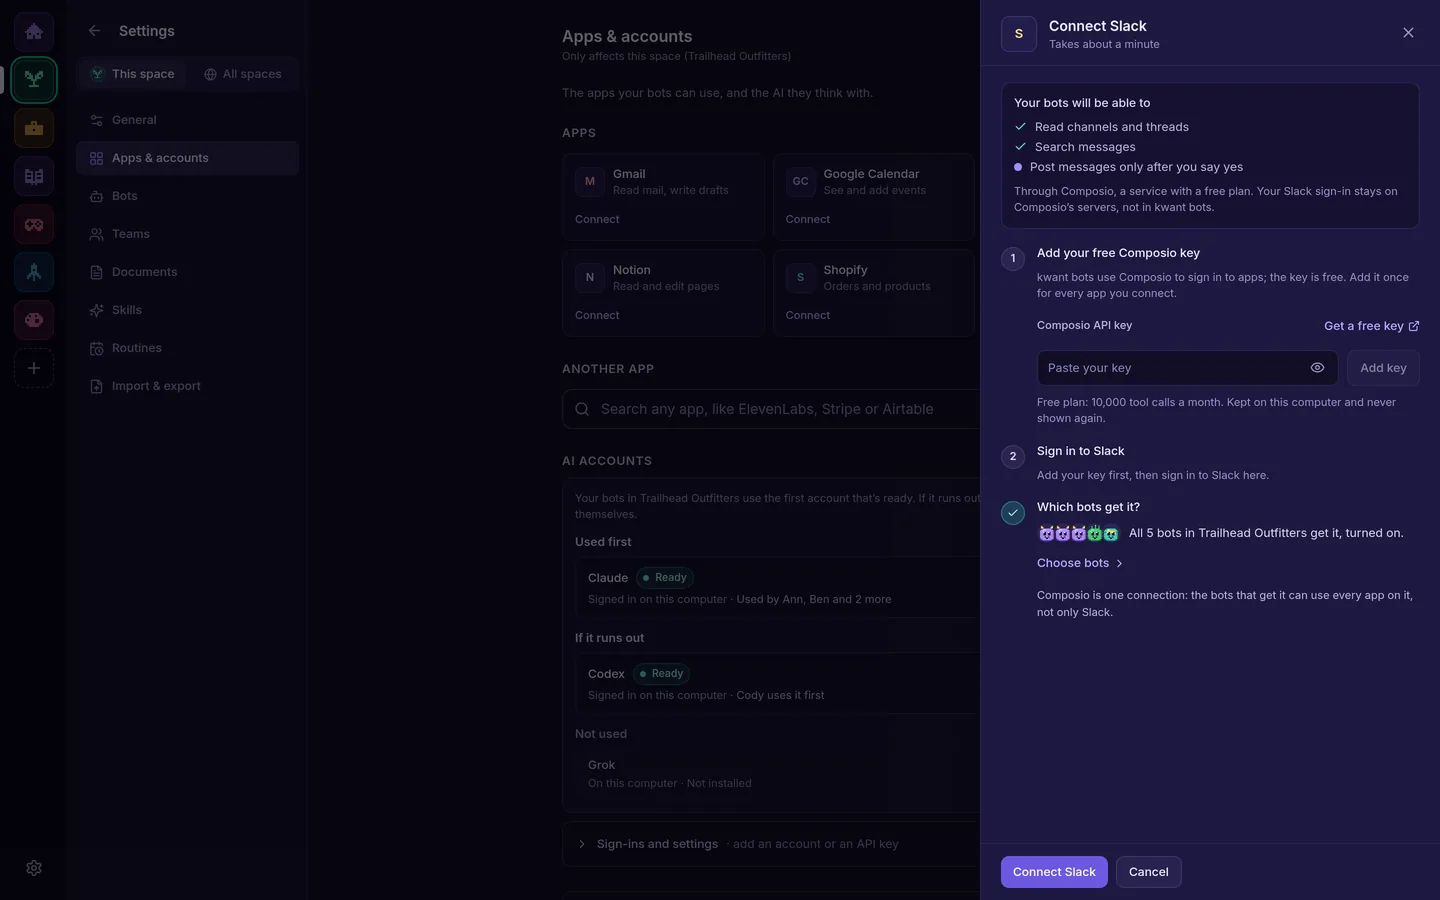 Settings
This space
All spaces
General
Apps & accounts
Bots
Teams
Documents
Skills
Routines
Import & export
Apps & accounts
Only affects this space (Trailhead Outfitters)
The apps your bots can use, and the AI they think with.
APPS
M
Gmail
Read mail, write drafts
Connect
GC
Google Calendar
See and add events
Connect
N
Notion
Read and edit pages
Connect
S
Shopify
Orders and products
Connect
ANOTHER APP
Search any app, like ElevenLabs, Stripe or Airtable
AI ACCOUNTS
Your bots in Trailhead Outfitters use the first account that's ready. If it runs out
themselves.
Used first
Claude
Ready
Signed in on this computer · Used by Ann, Ben and 2 more
If it runs out
Codex
Ready
Signed in on this computer · Cody uses it first
Not used
Grok
On this computer · Not installed
Sign-ins and settings · add an account or an API key
S
Connect Slack
Takes about a minute
Your bots will be able to
Read channels and threads
Search messages
Post messages only after you say yes
Through Composio, a service with a free plan. Your Slack sign-in stays on
Composio's servers, not in kwant bots.
1
Add your free Composio key
kwant bots use Composio to sign in to apps; the key is free. Add it once
for every app you connect.
Composio API key
Get a free key
Paste your key
Add key
Free plan: 10,000 tool calls a month. Kept on this computer and never
shown again.
2
Sign in to Slack
Add your key first, then sign in to Slack here.
Which bots get it?
All 5 bots in Trailhead Outfitters get it, turned on.
Choose bots
Composio is one connection: the bots that get it can use every app on it,
not only Slack.
Connect Slack
Cancel